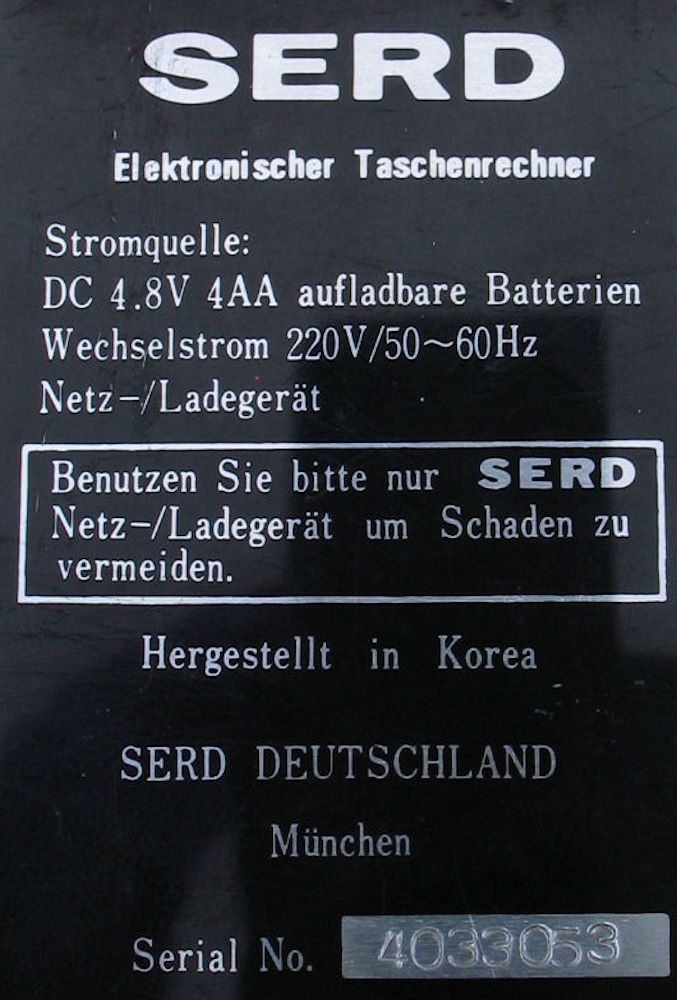 SERD
Elektronischer Taschenrechner
Stromquelle:
DC 4.8V 4AA aufladbare Batterien
Wechselstrom 220V/50~60Hz
Netz-/Ladegerät
Benutzen Sie bitte nur SERD
Netz-/Ladegerät um Schaden zu
vermeiden.
Hergestellt in Korea
SERD DEUTSCHLAND
München
Serial No. 4033053